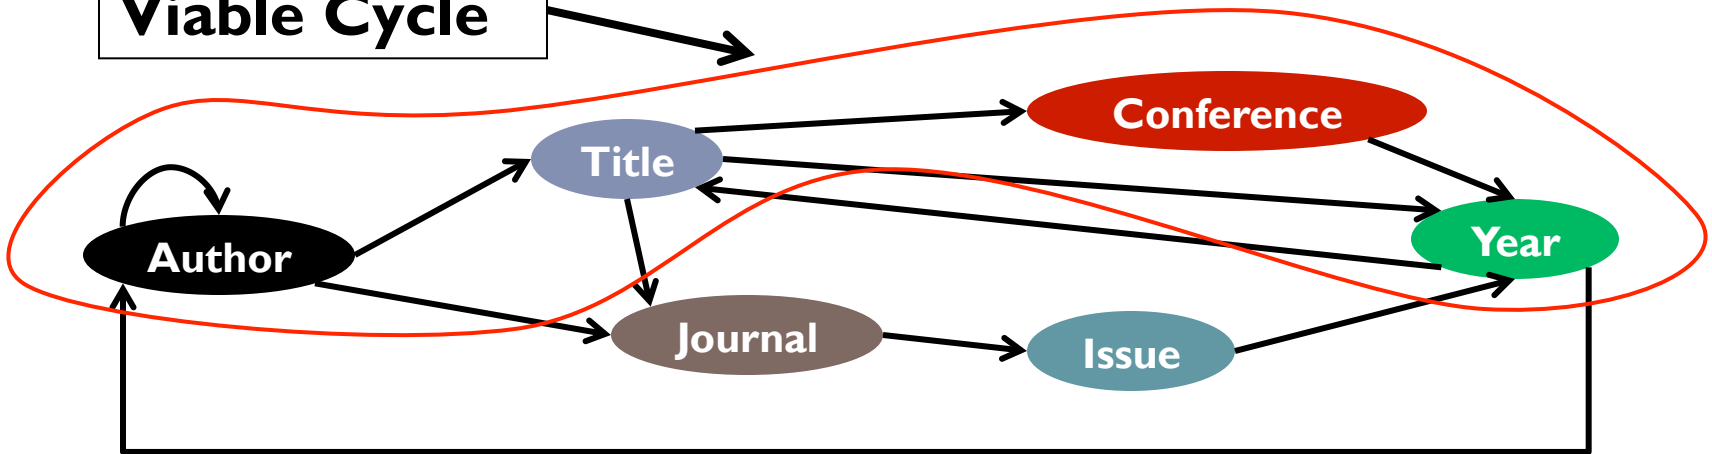 Viable Cycle
Conference
Title
Year
Author
Journal
Issue